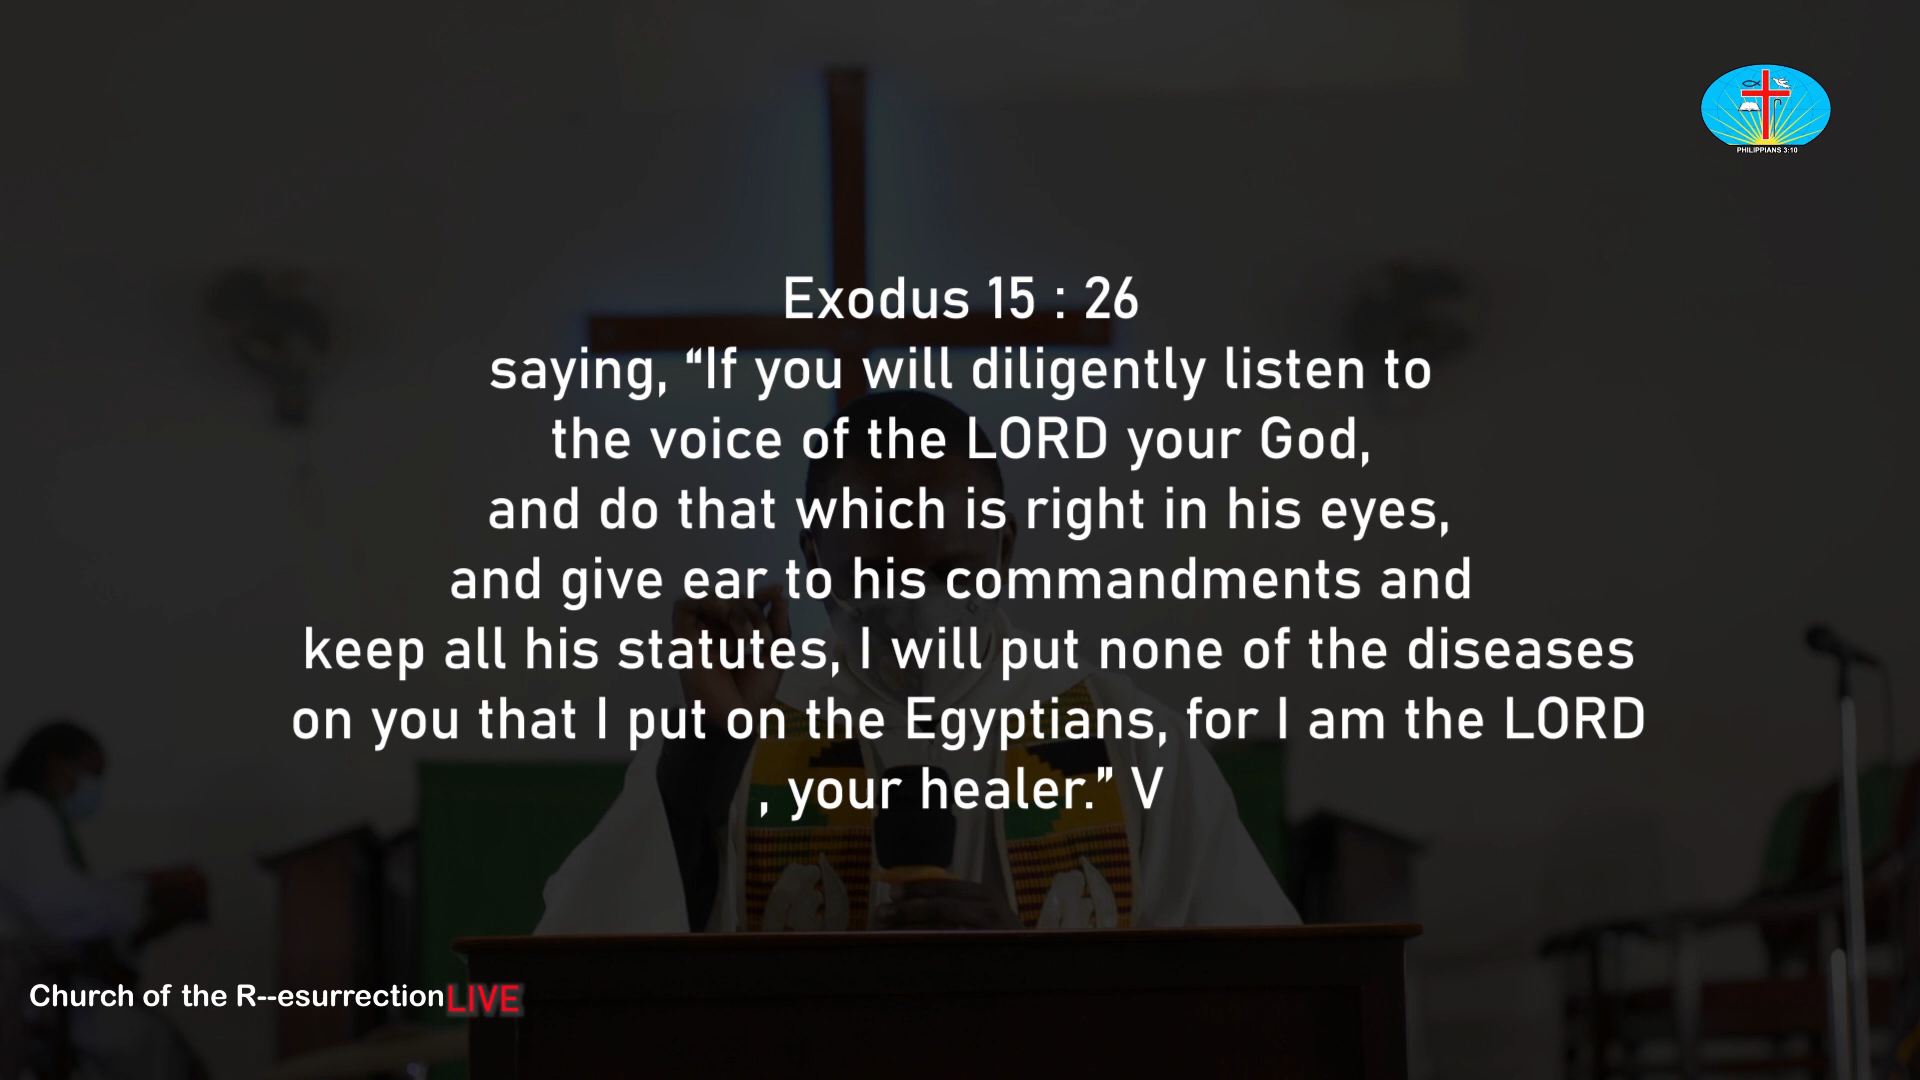 PHILIPPIANS 3:10
Exodus 15 : 26
saying, “If you will diligently listen to
the voice of the LORD your God,
and do that which is right in his eyes,
and give ear to his commandments and
keep all his statutes, I will put none of the diseases
on you that I put on the Egyptians, for I am the LORD
, your healer.” V
Church of the R--esurrection LIVE